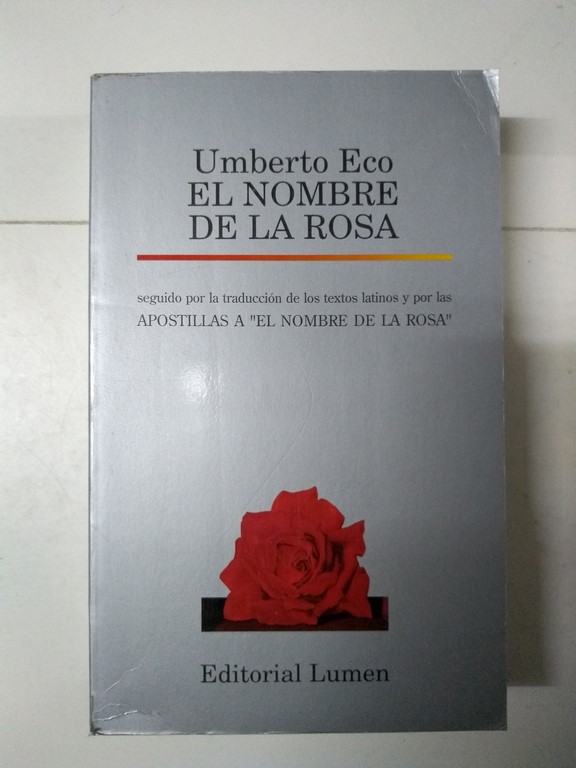 Umberto Eco
EL NOMBRE
DE LA ROSA
seguido por la traducción de los textos latinos y por las
APOSTILLAS A "EL NOMBRE DE LA ROSA"
Editorial Lumen